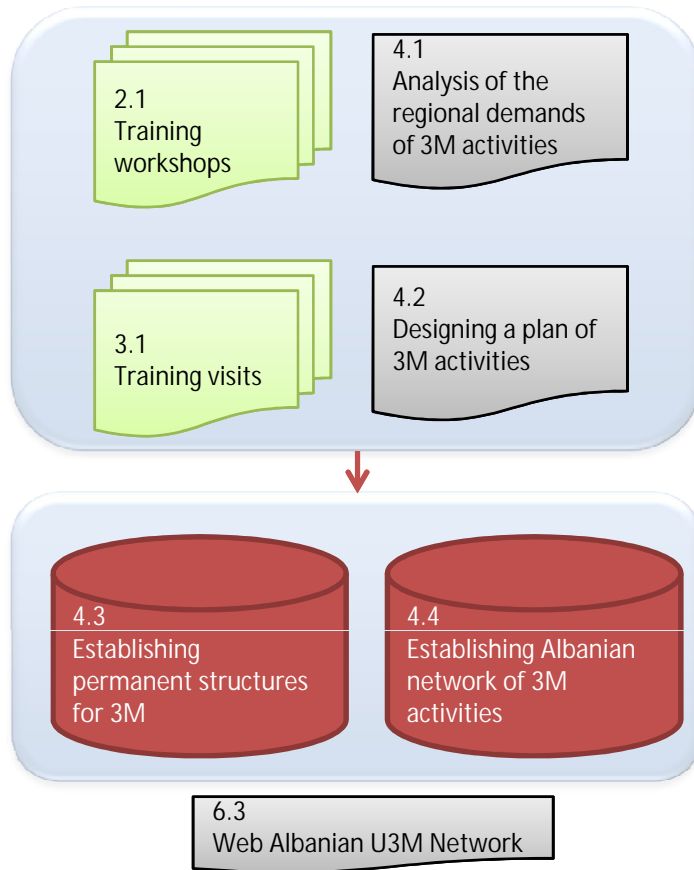 2.1
Training
workshops
4.1
Analysis of the
regional demands
of 3M activities
3.1
Training visits
4.2
Designing a plan of
3M activities
4.3
Establishing
permanent structures
for 3M
4.4
Establishing Albanian
network of 3M
activities
6.3
Web Albanian U3M Network